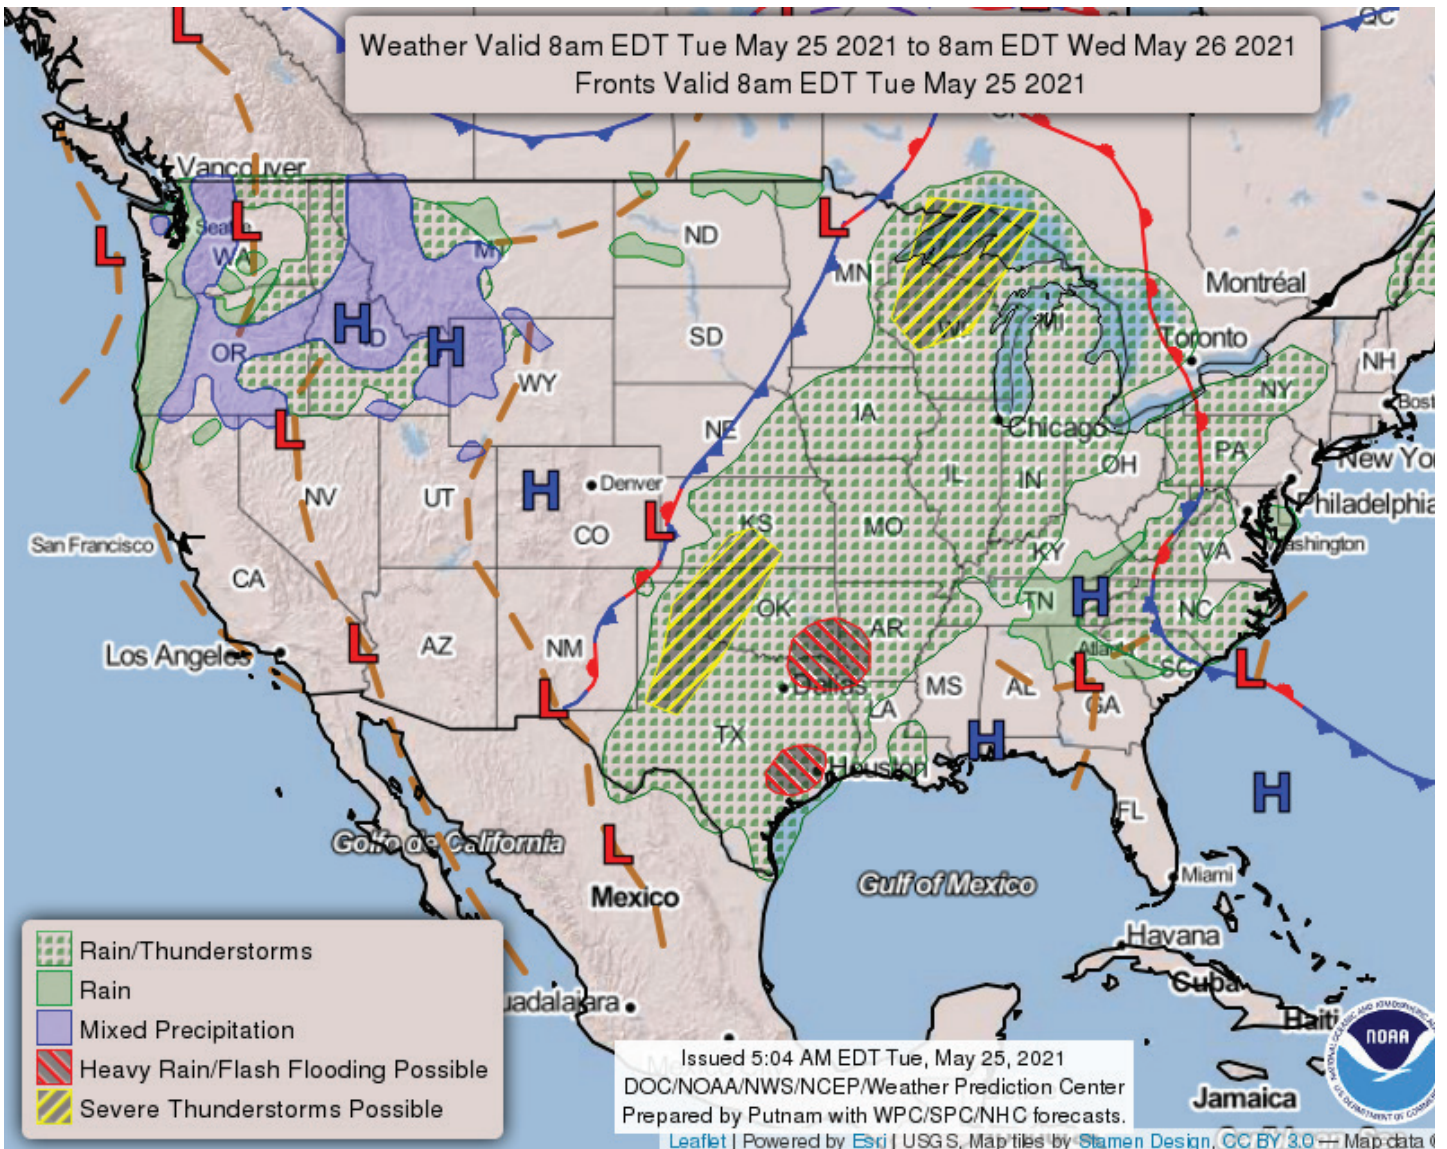 QC
Weather Valid 8am EDT Tue May 25 2021 to 8am EDT Wed May 26 2021
Fronts Valid 8am EDT Tue May 25 2021
L
Vancouver
L
Seattle
L
L
ND
WA
MN
Montréal
H
H
OR
ID
SD
WI
MI
Toronto
WY
NH
NY
IA
L
NE
Chicago
PA
OH
New Yo
H
Denver
IL
IN
NV
UT
Philadelphia
L
KS
CO
MO
San Francisco
KY
VA
Washington
CA
H
TN
NC
OK
AR
L
AZ
NM
Los Angeles
Atlanta
L
SC
L
L
Dallas
MS
AL
GA
LA
TX
H
Houston
H
FL
Golfo de California
L
Miami
Gulf of Mexico
Mexico
Havana
Cuba
uadalajara
Haiti
Jamaica
Mexico City
Rain/Thunderstorms
Rain
Mixed Precipitation
Heavy Rain/Flash Flooding Possible
Severe Thunderstorms Possible
NOAA
Issued 5:04 AM EDT Tue, May 25, 2021
DOC/NOAA/NWS/NCEP/Weather Prediction Center
Prepared by Putnam with WPC/SPC/NHC forecasts.
Leaflet | Powered by Esri | USGS, Map tiles by Stamen Design, CC BY 3.0 — Map data ©